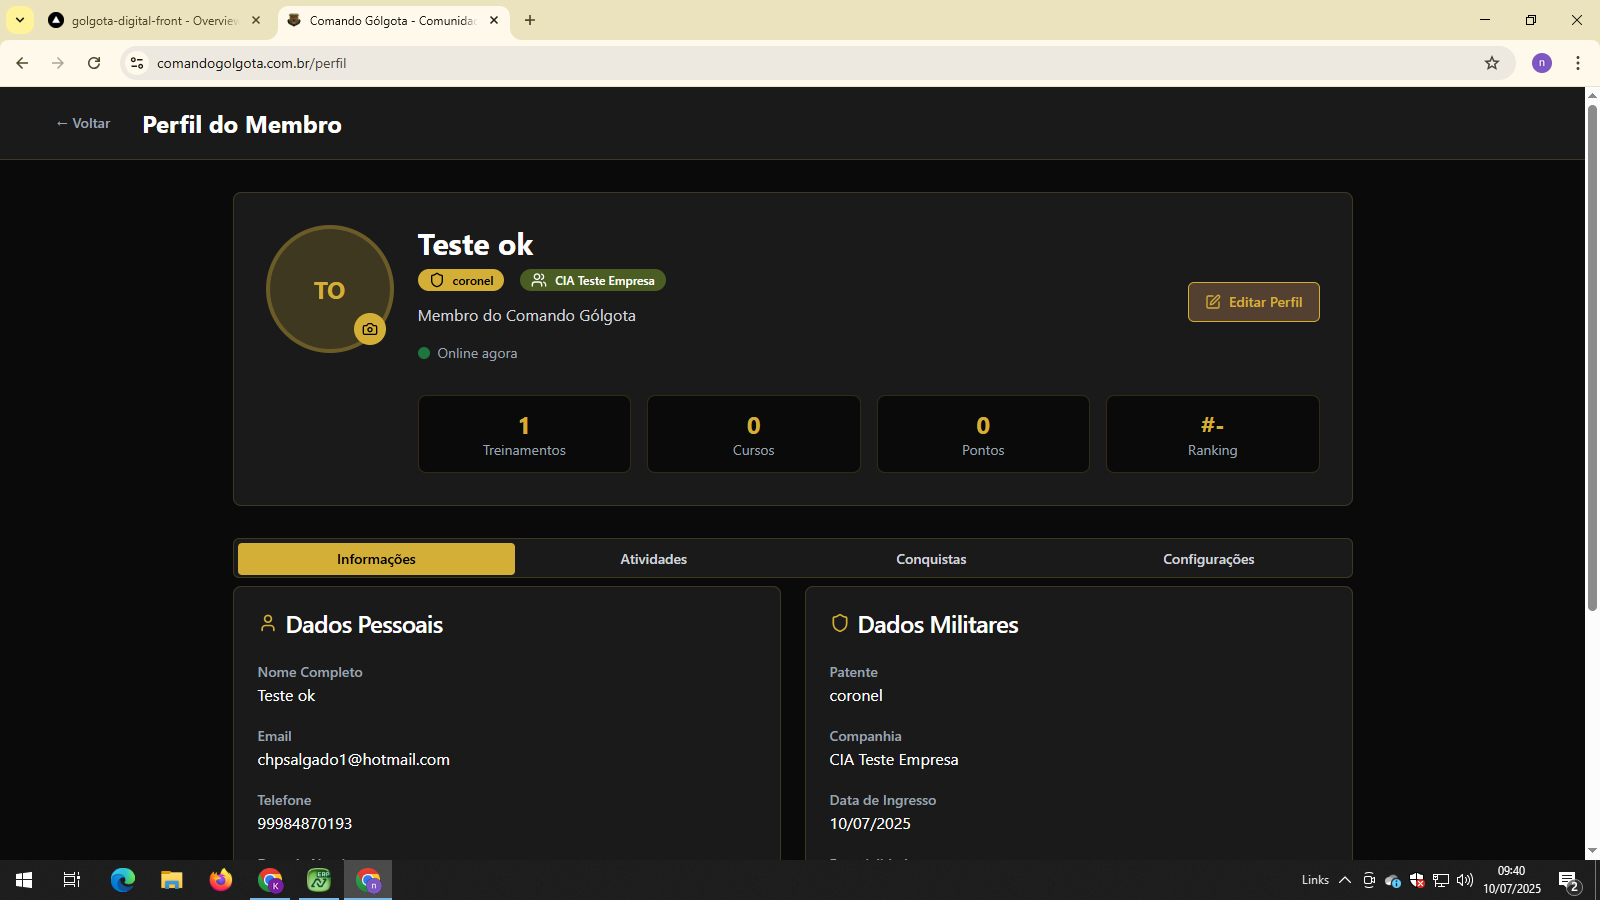 golgota-digital-front - Overview
Comando Gólgota - Comunidad
comandogolgota.com.br/perfil
n
← Voltar
Perfil do Membro
TO
Teste ok
coronel
CIA Teste Empresa
Membro do Comando Gólgota
Online agora
Editar Perfil
1
Treinamentos
0
Cursos
0
Pontos
#-
Ranking
Informações
Atividades
Conquistas
Configurações
Dados Pessoais
Nome Completo
Teste ok
Email
chpsalgado1@hotmail.com
Telefone
99984870193
Dados Militares
Patente
coronel
Companhia
CIA Teste Empresa
Data de Ingresso
10/07/2025
K
ERP
n
Links
09:40
10/07/2025
2